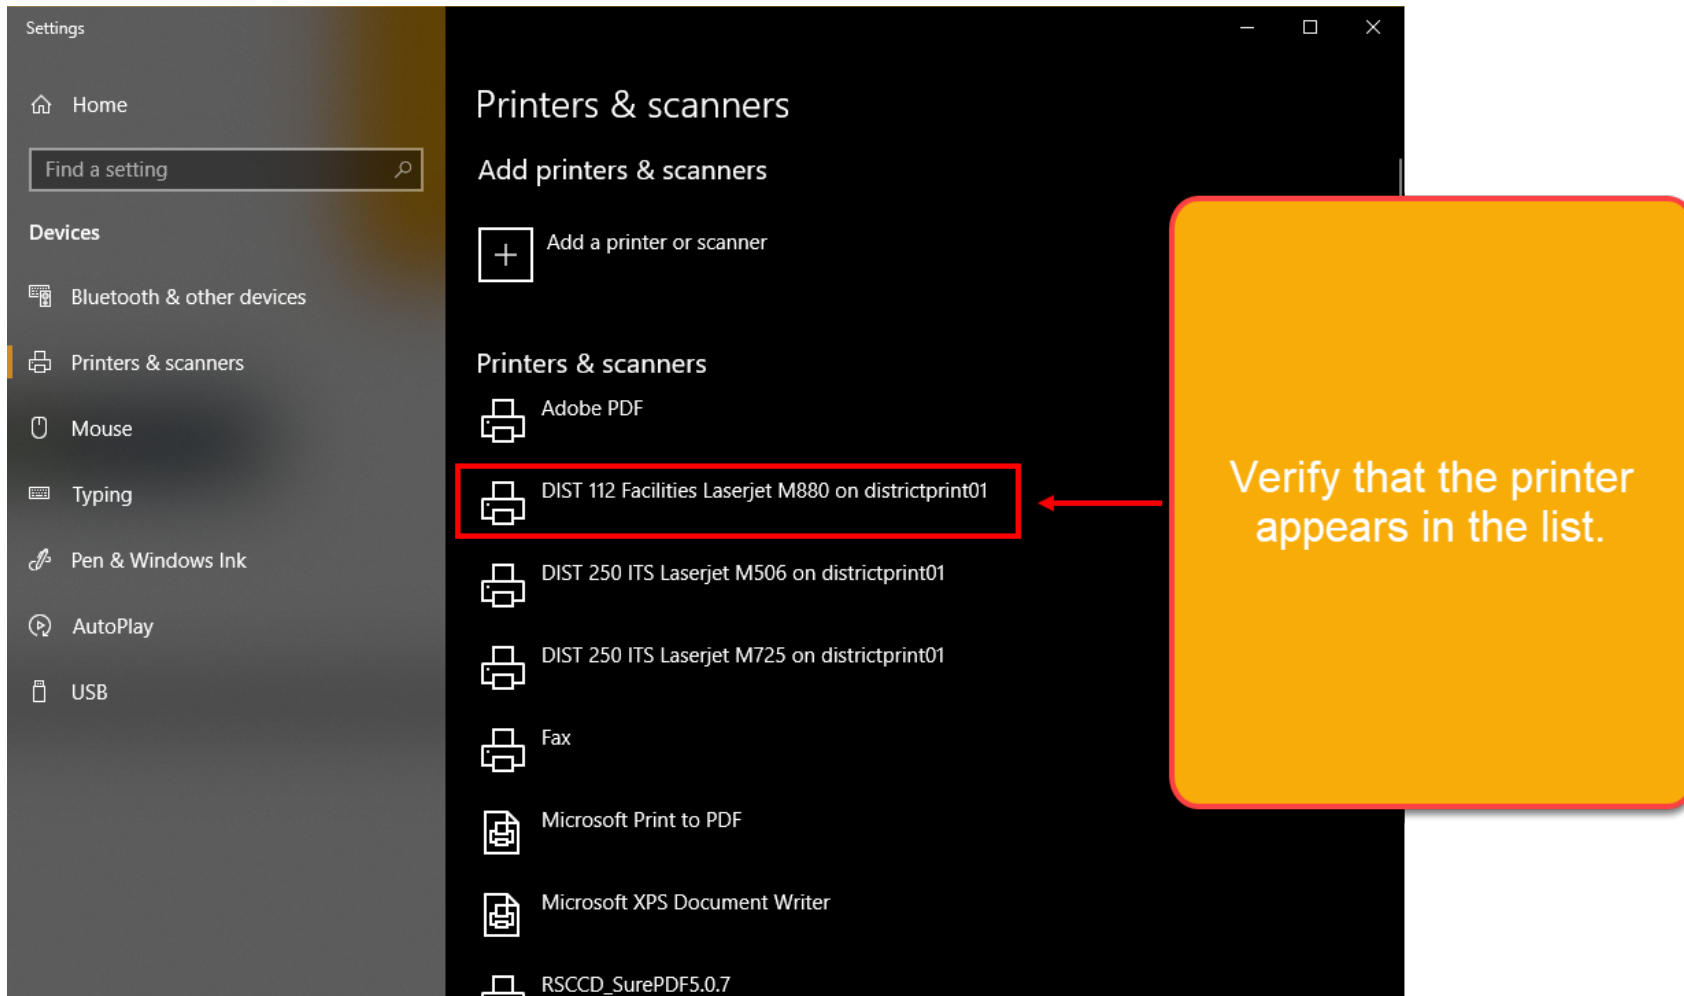 Settings
Home
Find a setting
Devices
Bluetooth & other devices
Printers & scanners
Mouse
Typing
Pen & Windows Ink
AutoPlay
USB
Printers & scanners
Add printers & scanners
Add a printer or scanner
Printers & scanners
Adobe PDF
DIST 112 Facilities Laserjet M880 on districtprint01
DIST 250 ITS Laserjet M506 on districtprint01
DIST 250 ITS Laserjet M725 on districtprint01
Fax
Microsoft Print to PDF
Microsoft XPS Document Writer
RSCCD_SurePDF5.0.7
Verify that the printer
appears in the list.